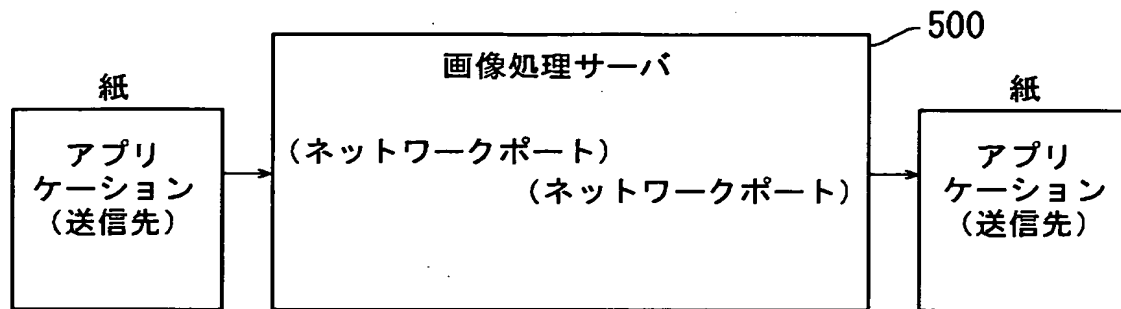 500
画像処理サーバ
紙
アプリ
ケーション
(送信先)
(ネットワークポート)
(ネットワークポート)
紙
アプリ
ケーション
(送信先)